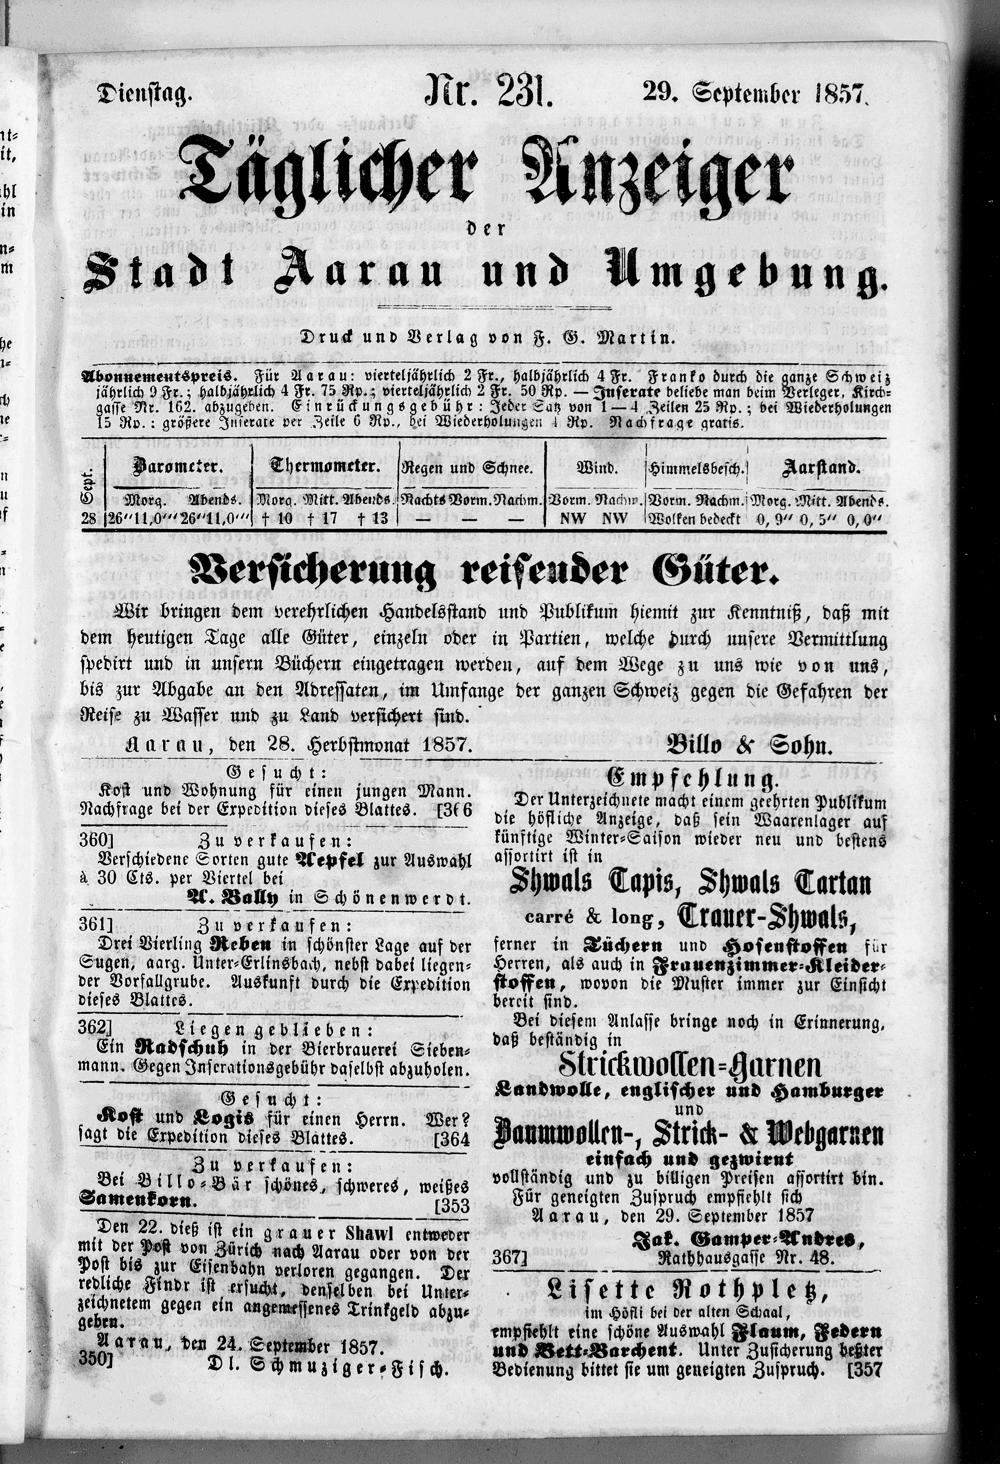 Dienstag. Nr. 231. 29. September 1857.
Täglicher Anzeiger
der
Stadt Aarau und Umgebung.
Druck und Verlag von F. G. Martin.
Abonnementspreis. Für Aarau: vierteljährlich 2 Fr., halbjährlich 4 Fr. Franko durch die ganze Schweiz
jährlich 9 Fr.; halbjährlich 4 Fr. 75 Rp.; vierteljährlich 2 Fr. 50 Rp. — Inserate beliebe man beim Verleger, Kirch-
gasse Nr. 162. abzugeben. Einrückungsgebühr: Jeder Satz von 1—4 Zeilen 25 Rp.; bei Wiederholungen
15 Rp.: größere Inserate per Zeile 6 Rp., bei Wiederholungen 4 Rp. Nachfrage gratis.
Sept. Barometer. Thermometer. Regen und Schnee. Wind. Himmelsbesch. Aarstand.
Morg. Abends. Morg. Mitt. Abends. Nachts Vorm. Nachm. Vorm. Nachm. Vorm. Nachm. Morg. Mitt. Abends.
28 26"11,0''' 26"11,0''' † 10 † 17 † 13 — — — NW NW Wolken bedeckt 0, 9" 0, 5" 0, 0"
Versicherung reisender Güter.
Wir bringen dem verehrlichen Handelsstand und Publikum hiemit zur Kenntniß, daß mit
dem heutigen Tage alle Güter, einzeln oder in Partien, welche durch unsere Vermittlung
spedirt und in unsern Büchern eingetragen werden, auf dem Wege zu uns wie von uns,
bis zur Abgabe an den Adressaten, im Umfange der ganzen Schweiz gegen die Gefahren der
Reise zu Wasser und zu Land versichert sind.
Aarau, den 28. Herbstmonat 1857. Billo & Sohn.
Gesucht:
Kost und Wohnung für einen jungen Mann.
Nachfrage bei der Expedition dieses Blattes. [366
360] Zu verkaufen:
Verschiedene Sorten gute Aepfel zur Auswahl
à 30 Cts. per Viertel bei
A. Bally in Schönenwerdt.
361] Zu verkaufen:
Drei Vierling Reben in schönster Lage auf der
Sugen, aarg. Unter-Erlinsbach, nebst dabei liegen-
der Vorfallgrube. Auskunft durch die Expedition
dieses Blattes.
362] Liegen geblieben:
Ein Radschuh in der Bierbrauerei Sieben-
mann. Gegen Inserationsgebühr daselbst abzuholen.
Gesucht:
Kost und Logis für einen Herrn. Wer?
sagt die Expedition dieses Blattes. [364
Zu verkaufen:
Bei Billo-Bär schönes, schweres, weißes
Samenkorn. [353
Den 22. dieß ist ein grauer Shawl entweder
mit der Post von Zürich nach Aarau oder von der
Post bis zur Eisenbahn verloren gegangen. Der
redliche Findr ist ersucht, denselben bei Unter-
zeichnetem gegen ein angemessenes Trinkgeld abzu-
geben.
Aarau, den 24. September 1857.
350] Dl. Schmuziger-Fisch.
Empfehlung.
Der Unterzeichnete macht einem geehrten Publikum
die höfliche Anzeige, daß sein Waarenlager auf
künftige Winter-Saison wieder neu und bestens
assortirt ist in
Shwals Tapis, Shwals Tartan
carré & long, Trauer-Shwals,
ferner in Tüchern und Hosenstoffen für
Herren, als auch in Frauenzimmer-Kleider-
stoffen, wovon die Muster immer zur Einsicht
bereit sind.
Bei diesem Anlasse bringe noch in Erinnerung,
daß beständig in
Strickwollen-Garnen
Landwolle, englischer und Hamburger
und
Baumwollen-, Strick- & Webgarnen
einfach und gezwirnt
vollständig und zu billigen Preisen assortirt bin.
Für geneigten Zuspruch empfiehlt sich
Aarau, den 29. September 1857
Jak. Gamper-Andres,
367] Rathhausgasse Nr. 48.
Lisette Rothpletz,
im Höfli bei der alten Schaal,
empfiehlt eine schöne Auswahl Flaum, Federn
und Bett-Barchent. Unter Zusicherung beßter
Bedienung bittet sie um geneigten Zuspruch. [357